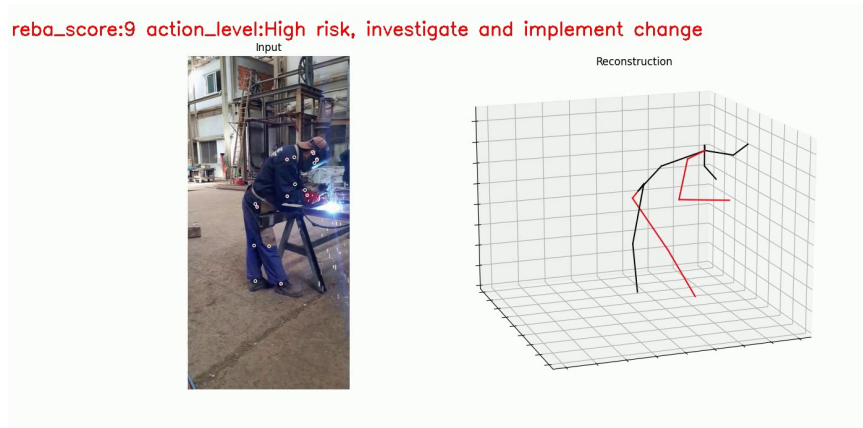 reba_score:9 action_level:High risk, investigate and implement change
Input
Reconstruction